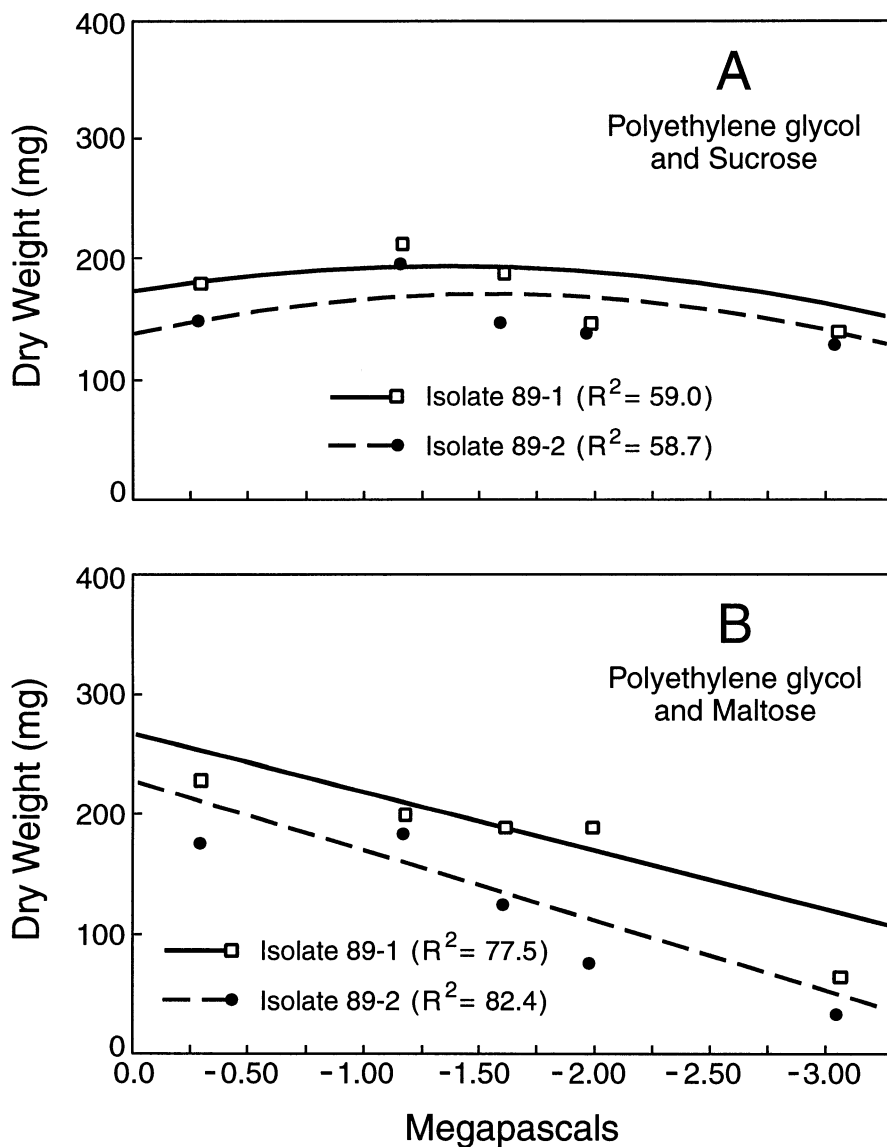 400
300
200
100
0
Dry Weight (mg)
A
Polyethylene glycol
and Sucrose
Isolate 89-1 (R² = 59.0)
Isolate 89-2 (R² = 58.7)
400
300
200
100
0
Dry Weight (mg)
B
Polyethylene glycol
and Maltose
Isolate 89-1 (R² = 77.5)
Isolate 89-2 (R² = 82.4)
0.0 -0.50 -1.00 -1.50 -2.00 -2.50 -3.00
Megapascals